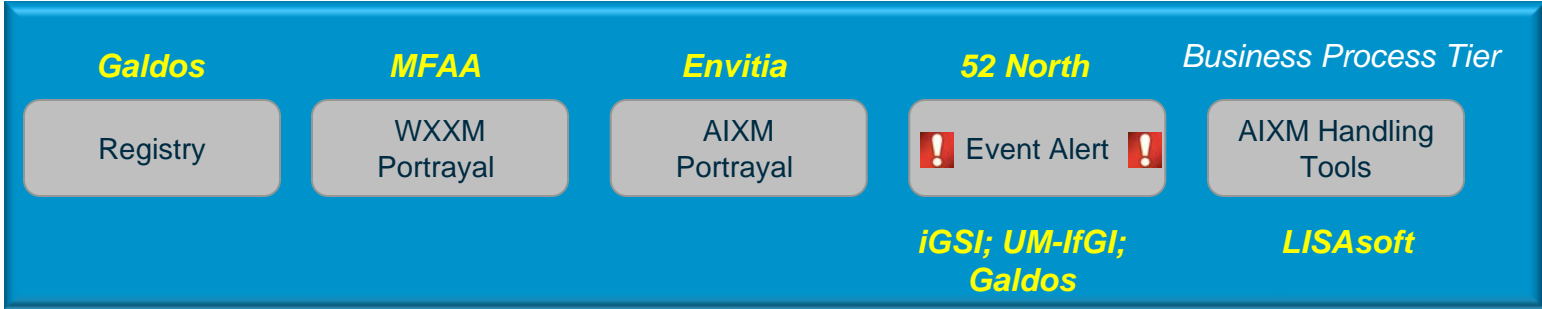 Galdos
MFAA
Envitia
52 North
Business Process Tier
Registry
WXXM
Portrayal
AIXM
Portrayal
Event Alert
AIXM Handling
Tools
iGSI; UM-IfGI;
Galdos
LISAsoft